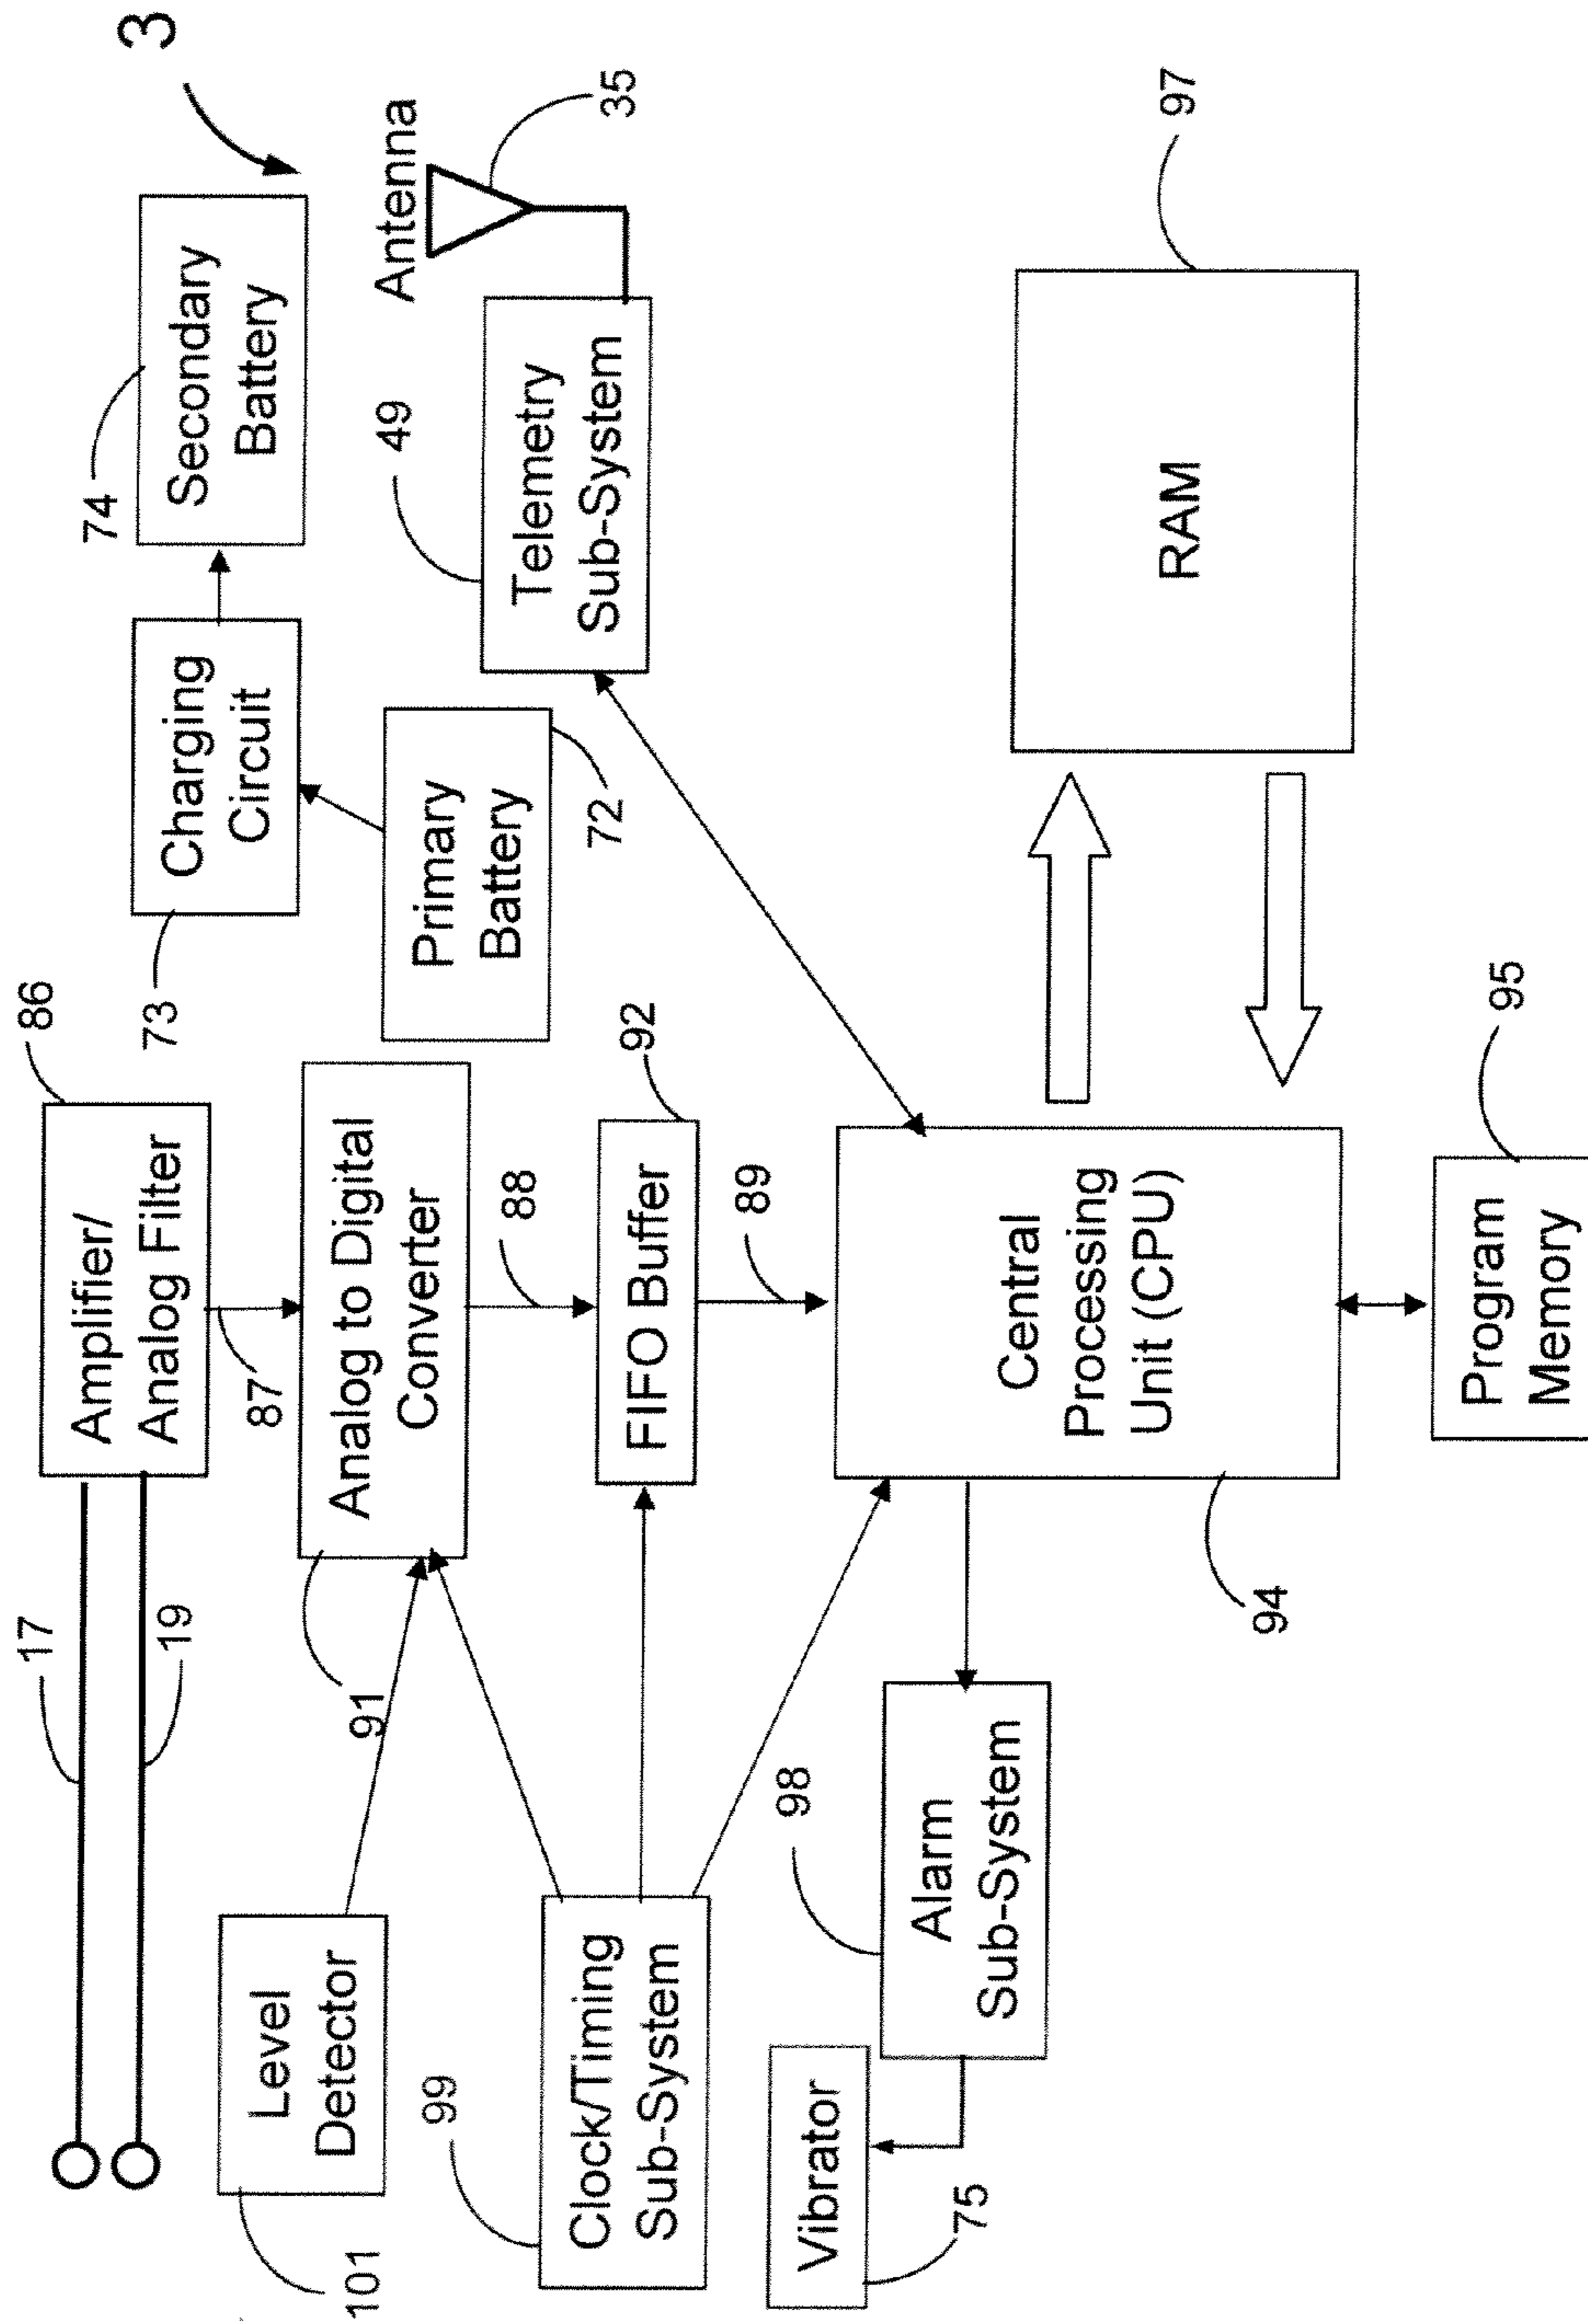 3
17
19
Amplifier/
Analog Filter
86
87
73
Charging
Circuit
74
Secondary
Battery
Antenna
35
101
Level
Detector
91
Analog to Digital
Converter
Primary
Battery
72
49
Telemetry
Sub-System
88
99
Clock/Timing
Sub-System
FIFO Buffer
92
89
Vibrator
75
98
Alarm
Sub-System
Central
Processing
Unit (CPU)
94
RAM
97
Program
Memory
95